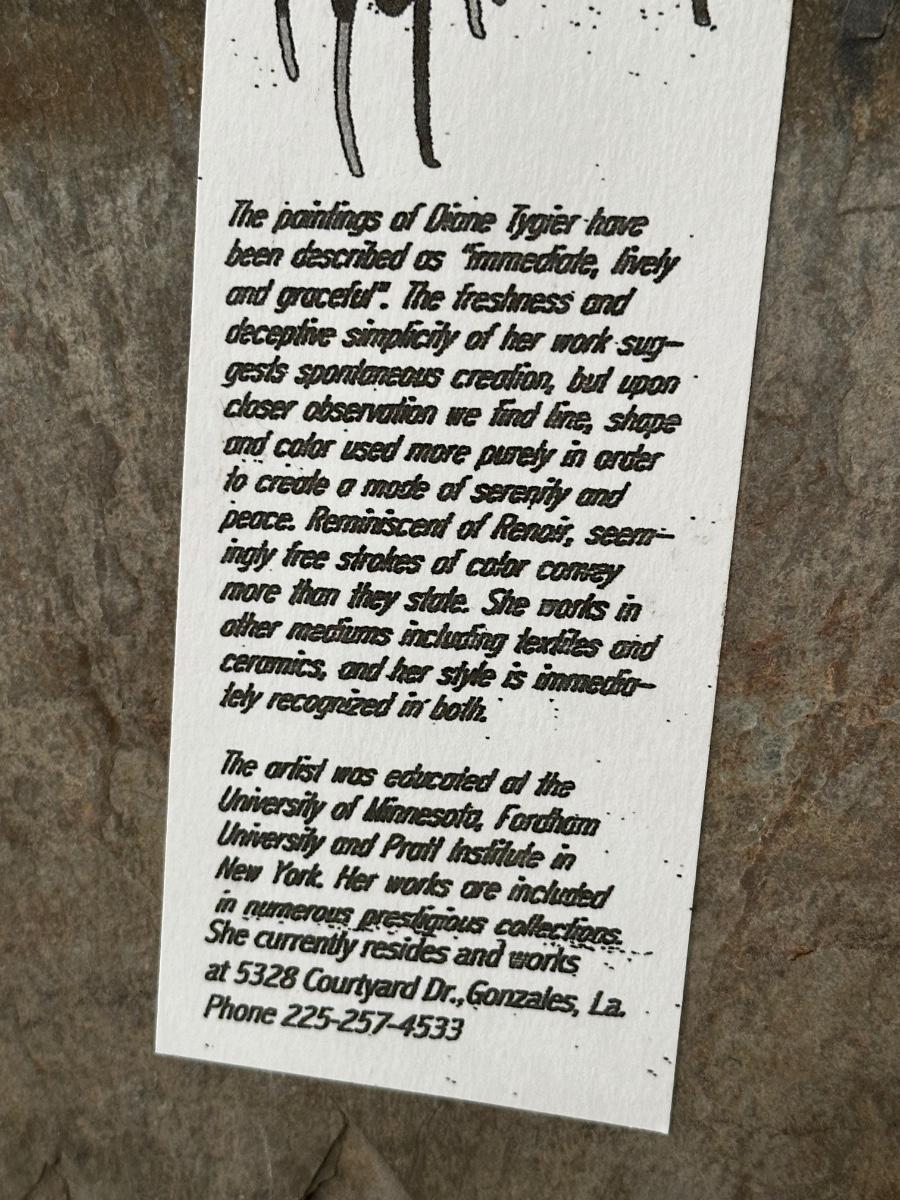 The paintings of Diane Tygier have
been described as "immediate, lively
and graceful". The freshness and
deceptive simplicity of her work sug-
gests spontaneous creation, but upon
closer observation we find line, shape
and color used more purely in order
to create a mode of serenity and
peace. Reminiscent of Renoir, seem-
ingly free strokes of color convey
more than they state. She works in
other mediums including textiles and
ceramics, and her style is immedia-
tely recognized in both.
The artist was educated at the
University of Minnesota, Fordham
University and Pratt Institute in
New York. Her works are included
in numerous prestigious collections.
She currently resides and works
at 5328 Courtyard Dr.,Gonzales, La.
Phone 225-257-4533